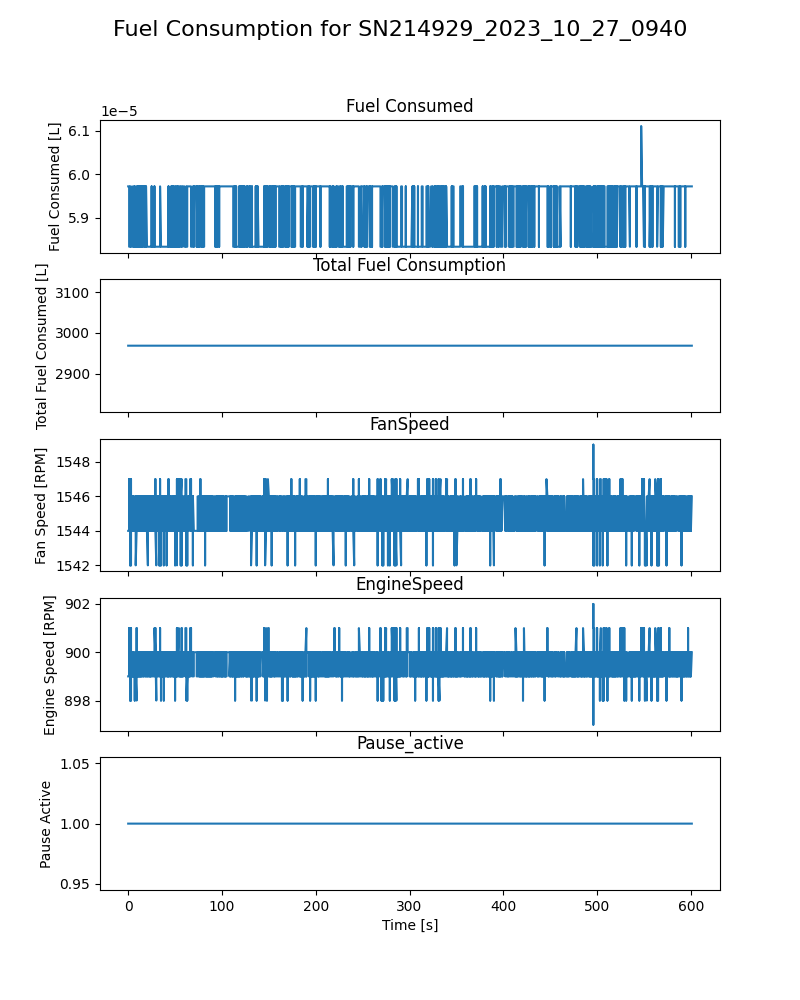 Fuel Consumption for SN214929_2023_10_27_0940
Fuel Consumed
1e−5
Fuel Consumed [L]
6.1
6.0
5.9
Total Fuel Consumption
Total Fuel Consumed [L]
3100
3000
2900
FanSpeed
Fan Speed [RPM]
1548
1546
1544
1542
EngineSpeed
Engine Speed [RPM]
902
900
898
Pause_active
Pause Active
1.05
1.00
0.95
0 100 200 300 400 500 600
Time [s]